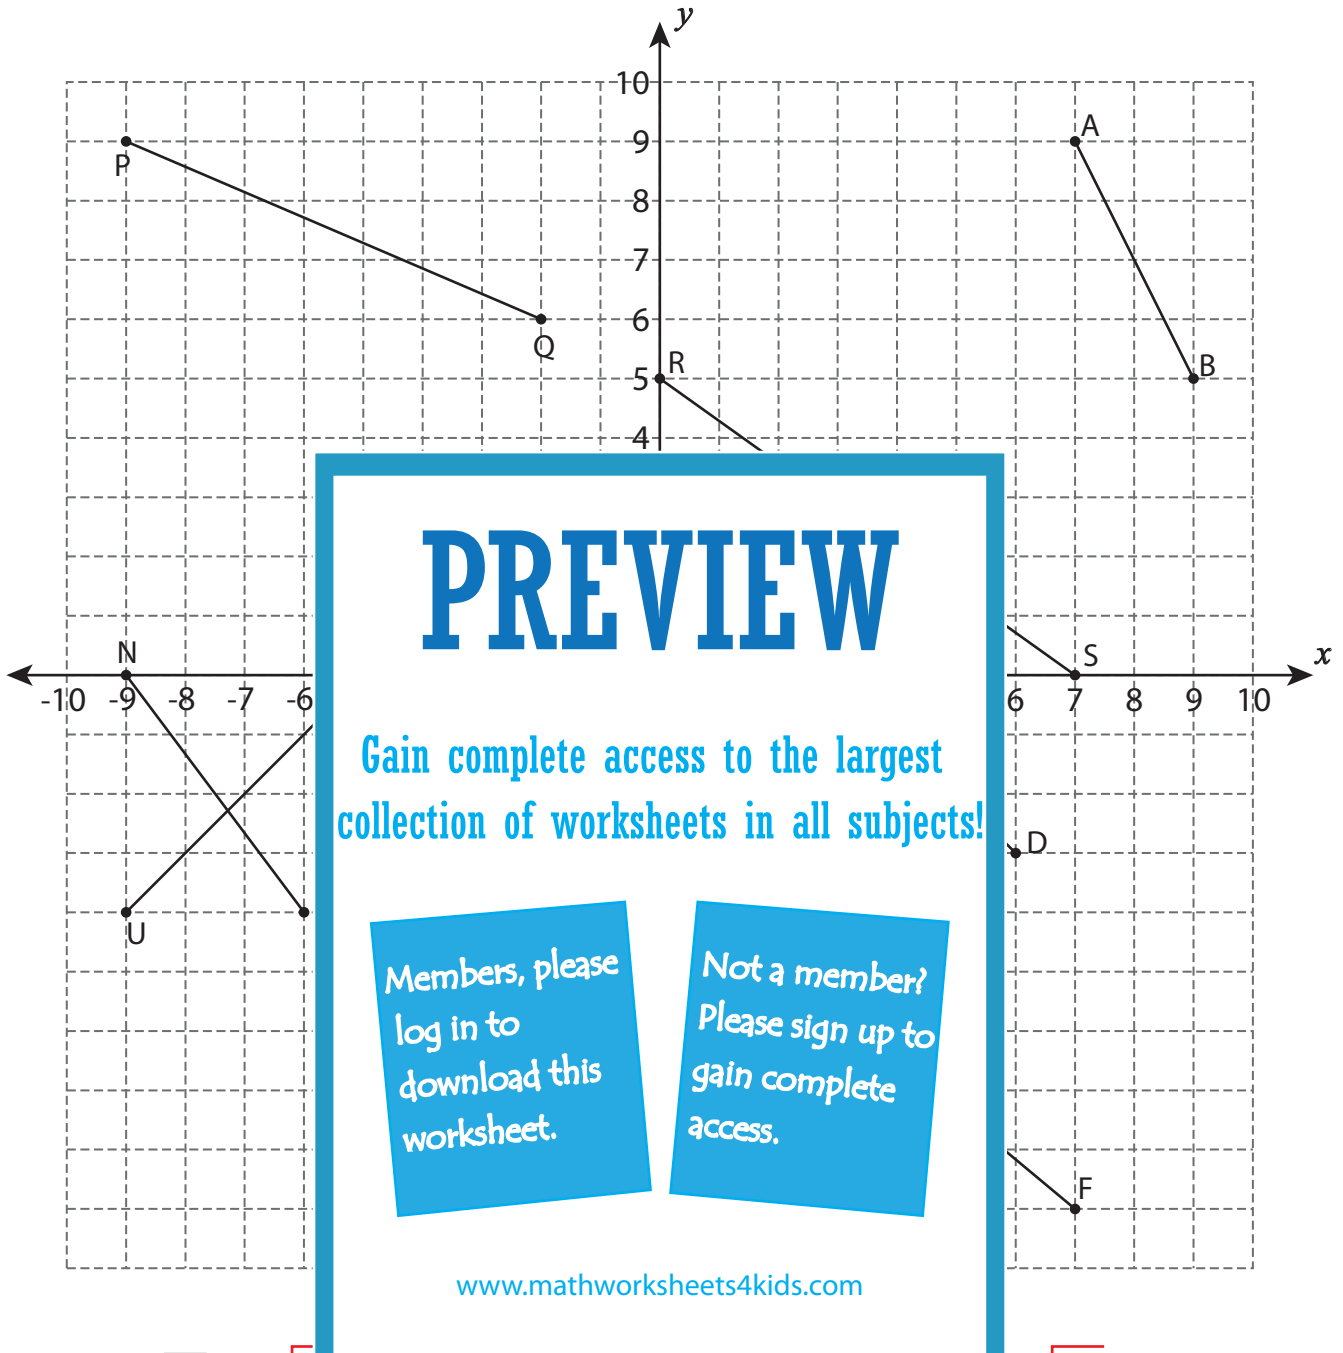 y
10
A
9
P
8
7
6
Q
R
5
B
4
PREVIEW
N
S
x
-10 -9 -8 -7 -6
6 7 8 9 10
Gain complete access to the largest
collection of worksheets in all subjects!
D
U
Members, please
log in to
download this
worksheet.
Not a member?
Please sign up to
gain complete
access.
F
www.mathworksheets4kids.com